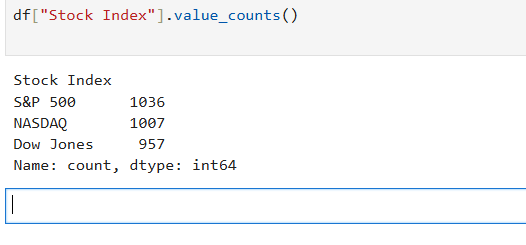 df["Stock Index"].value_counts()
Stock Index
S&P 500      1036
NASDAQ       1007
Dow Jones     957
Name: count, dtype: int64